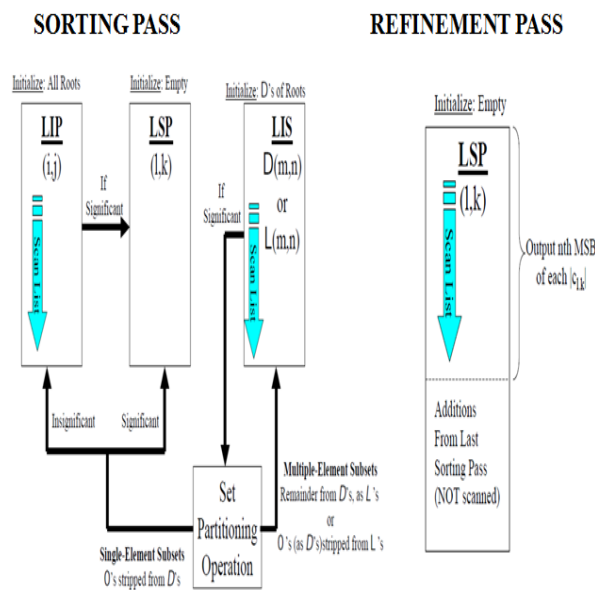 SORTING PASS
REFINEMENT PASS
Initialize: All Roots
Initialize: Empty
Initialize: D's of Roots
LIP
(i,j)
Scan List
If
Significant
LSP
(l,k)
If
Significant
LIS
D(m,n)
or
L(m,n)
Scan List
Insignificant
Significant
Set
Partitioning
Operation
Multiple-Element Subsets
Remainder from D's, as L's
or
O's (as D's)stripped from L's
Single-Element Subsets
O's stripped from D's
Initialize: Empty
LSP
(l,k)
Scan List
Output nth MSB
of each |cl,k|
Additions
From Last
Sorting Pass
(NOT scanned)